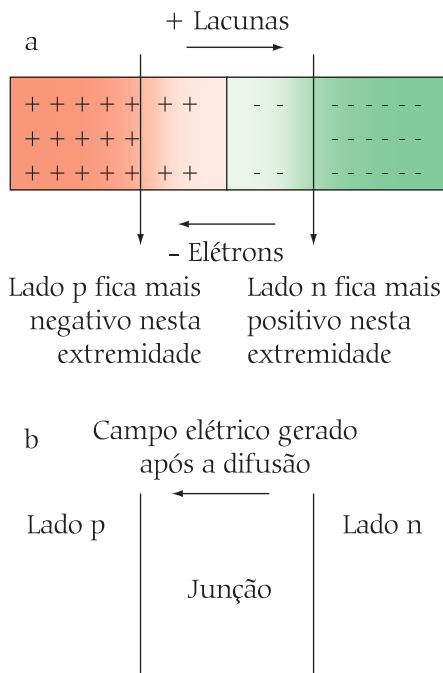 a
+ Lacunas
+ + + + + + + - - - - - - - -
+ + + + + - - - - - -
+ + + + + + + - - - - - - - -
– Elétrons
Lado p fica mais
negativo nesta
extremidade
Lado n fica mais
positivo nesta
extremidade
b
Campo elétrico gerado
após a difusão
Lado p
Lado n
Junção